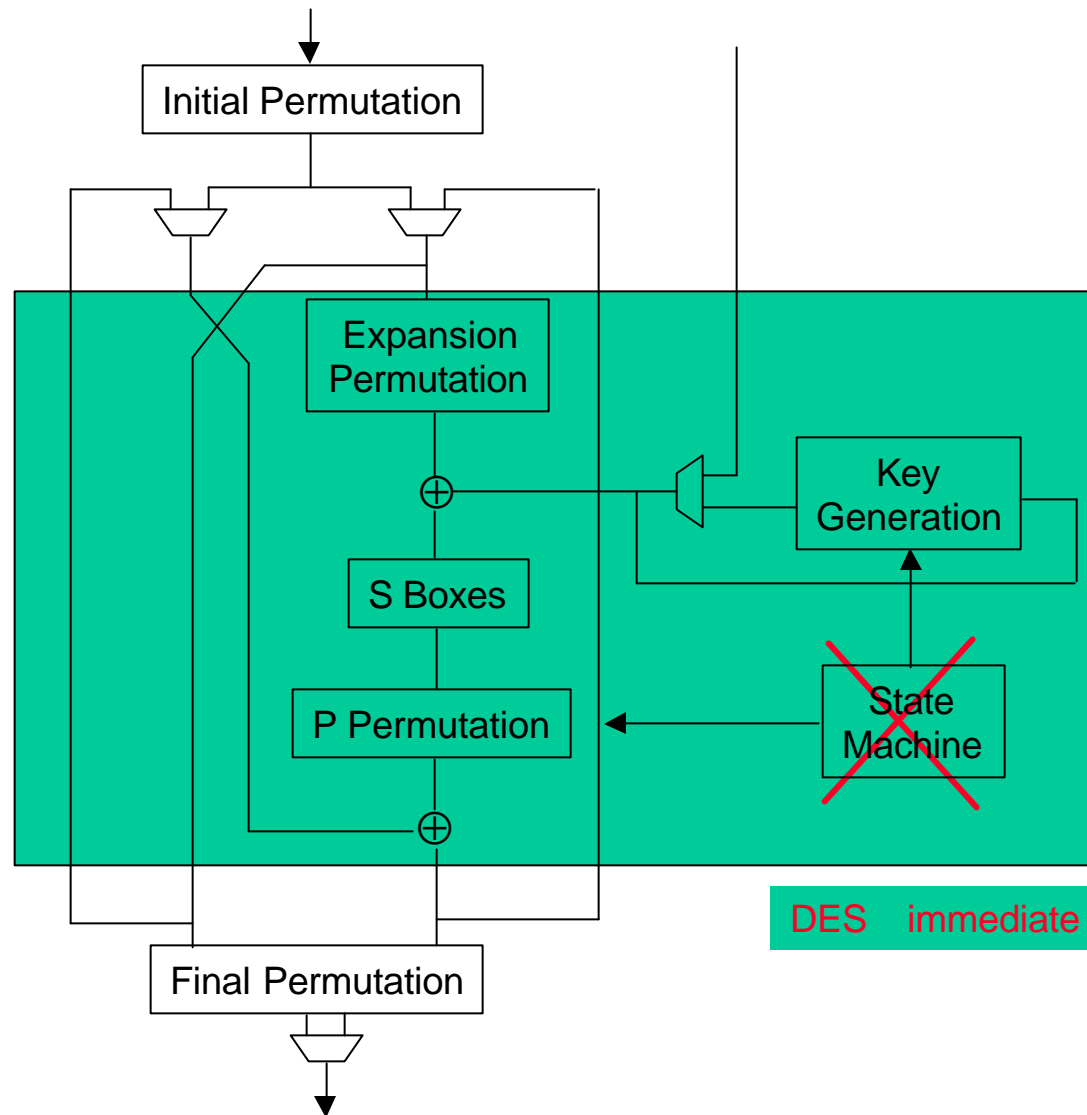 Initial Permutation
Expansion
Permutation
Key
Generation
S Boxes
State
Machine
P Permutation
DES immediate
Final Permutation